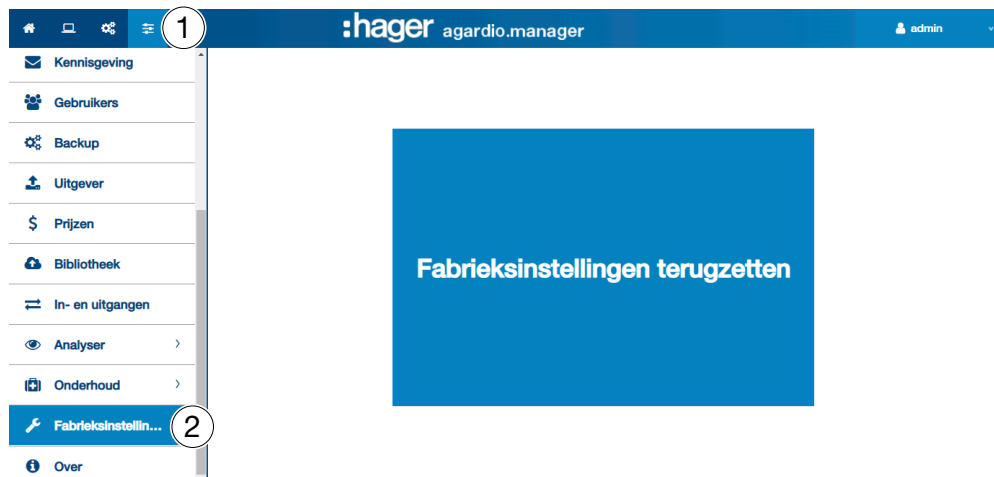 1
:hager agardio.manager
admin
Kennisgeving
Gebruikers
Backup
Uitgever
$ Prijzen
Bibliotheek
In- en uitgangen
Analyser
Onderhoud
Fabrieksinstellin...
2
Over
Fabrieksinstellingen terugzetten